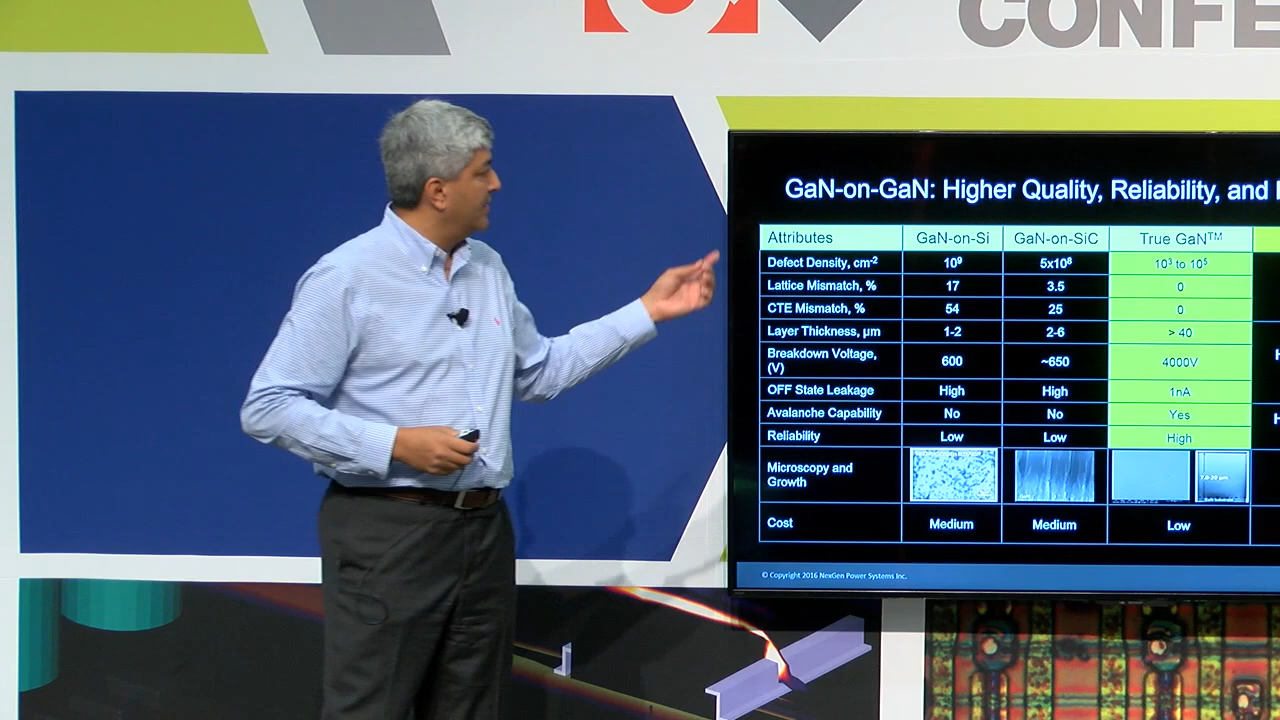 CONFE
GaN-on-GaN: Higher Quality, Reliability, and
Attributes GaN-on-Si GaN-on-SiC True GaN™
Defect Density, cm⁻² 10⁹ 5x10⁸ 10³ to 10⁵
Lattice Mismatch, % 17 3.5 0
CTE Mismatch, % 54 25 0
Layer Thickness, µm 1-2 2-6 > 40
Breakdown Voltage,
(V) 600 ~650 4000V
OFF State Leakage High High 1nA
Avalanche Capability No No Yes
Reliability Low Low High
Microscopy and
Growth
Cost Medium Medium Low
© Copyright 2016 NexGen Power Systems Inc.